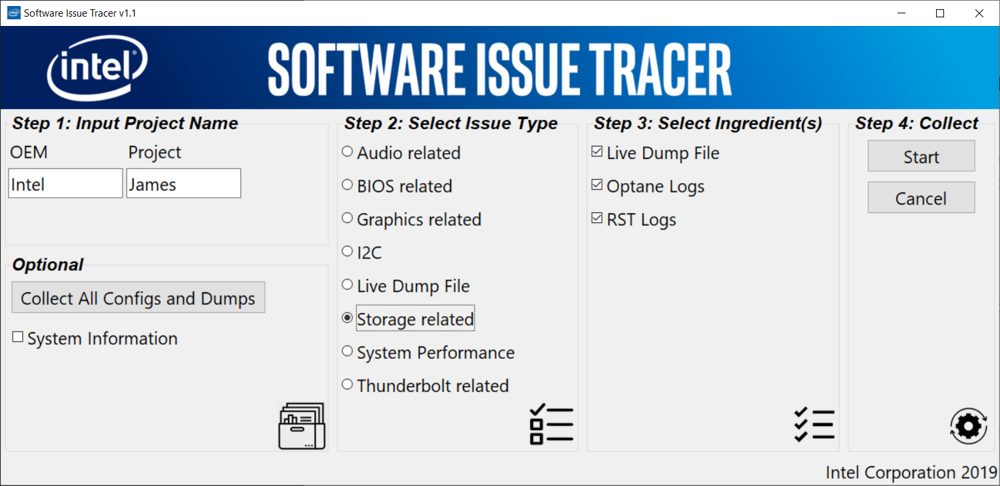 intel
Software Issue Tracer v1.1
intel®
SOFTWARE ISSUE TRACER
Step 1: Input Project Name
OEM Project
Intel James
Optional
Collect All Configs and Dumps
System Information
Step 2: Select Issue Type
Audio related
BIOS related
Graphics related
I2C
Live Dump File
Storage related
System Performance
Thunderbolt related
Step 3: Select Ingredient(s)
Live Dump File
Optane Logs
RST Logs
Step 4: Collect
Start
Cancel
Intel Corporation 2019